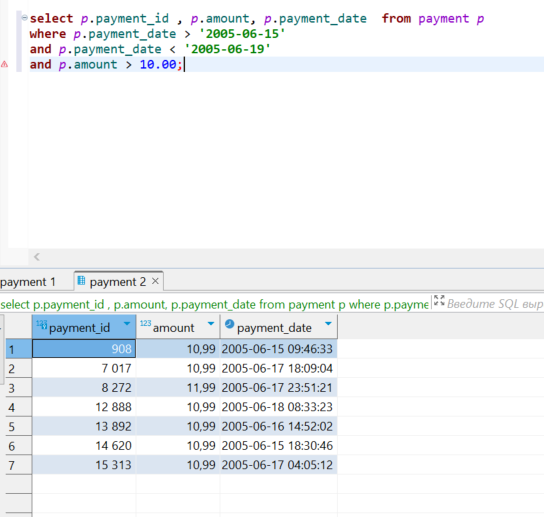 select p.payment_id , p.amount, p.payment_date  from payment p
where p.payment_date > '2005-06-15'
and p.payment_date < '2005-06-19'
and p.amount > 10.00;
payment 1 payment 2
select p.payment_id , p.amount, p.payment_date from payment p where p.payme Введите SQL выр
123 payment_id 123 amount payment_date
1 908 10,99 2005-06-15 09:46:33
2 7 017 10,99 2005-06-17 18:09:04
3 8 272 11,99 2005-06-17 23:51:21
4 12 888 10,99 2005-06-18 08:33:23
5 13 892 10,99 2005-06-16 14:52:02
6 14 620 10,99 2005-06-15 18:30:46
7 15 313 10,99 2005-06-17 04:05:12